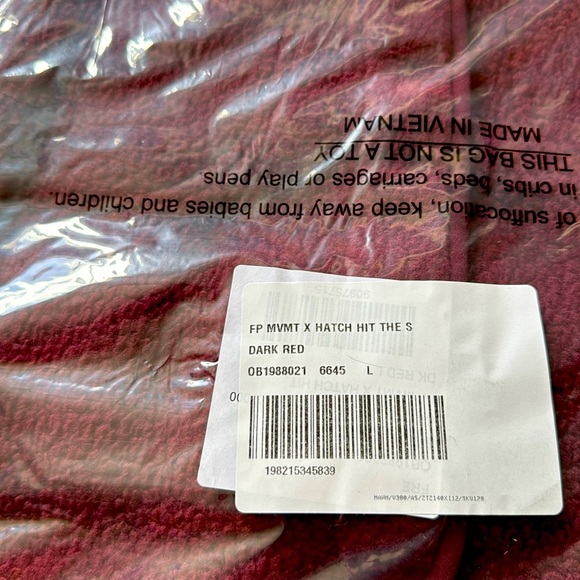 of suffocation, keep away from babies and children.
in cribs, beds, carriages or play pens.
THIS BAG IS NOT A TOY
MADE IN VIETNAM
FP MVMT X HATCH HIT THE S
DARK RED
OB1988021 6645 L
198215345839